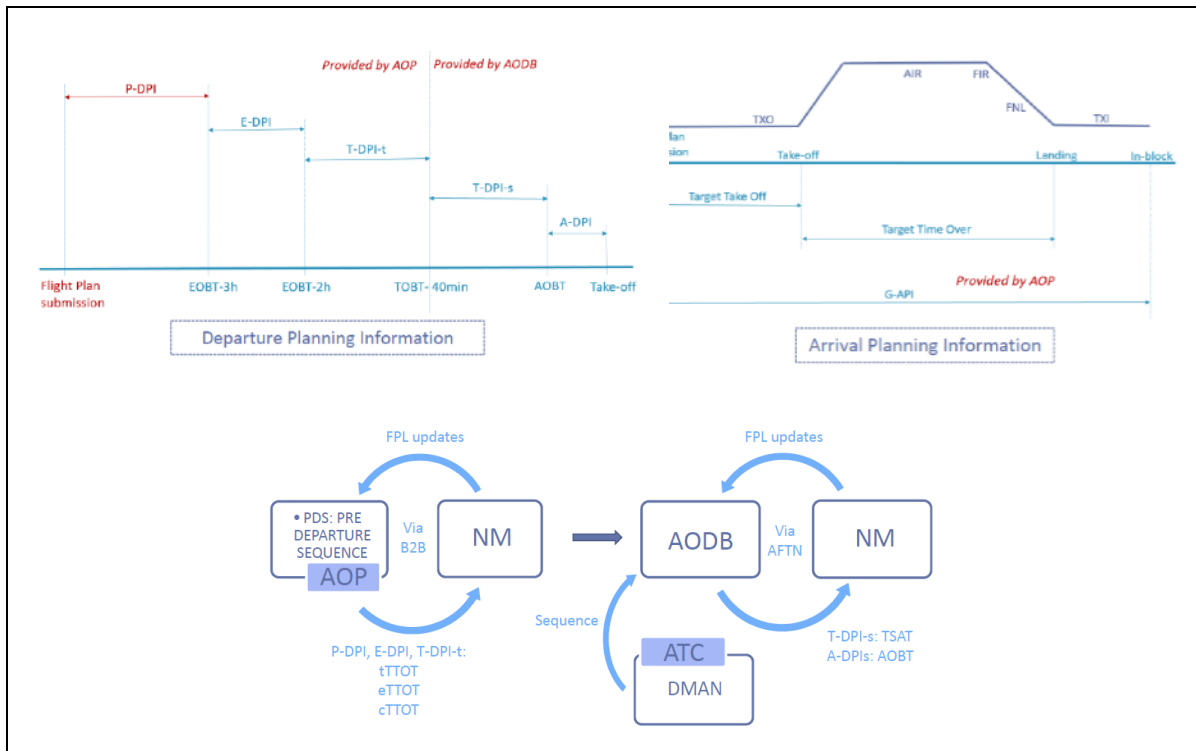 Provided by AOP
Provided by AODB
P-DPI
E-DPI
T-DPI-t
T-DPI-s
A-DPI
Flight Plan
submission
EOBT-3h
EOBT-2h
TOBT- 40min
AOBT
Take-off
Departure Planning Information
AIR
FIR
FNL
TXO
TXI
lan
sion
Take-off
Landing
In-block
Target Take Off
Target Time Over
Provided by AOP
G-API
Arrival Planning Information
FPL updates
• PDS: PRE
DEPARTURE
SEQUENCE
AOP
Via
B2B
NM
P-DPI, E-DPI, T-DPI-t:
tTTOT
eTTOT
cTTOT
FPL updates
AODB
Via
AFTN
NM
Sequence
ATC
DMAN
T-DPI-s: TSAT
A-DPIs: AOBT